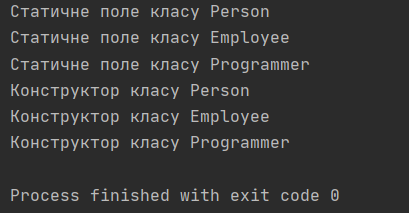 Статичне поле класу Person
Статичне поле класу Employee
Статичне поле класу Programmer
Конструктор класу Person
Конструктор класу Employee
Конструктор класу Programmer
Process finished with exit code 0